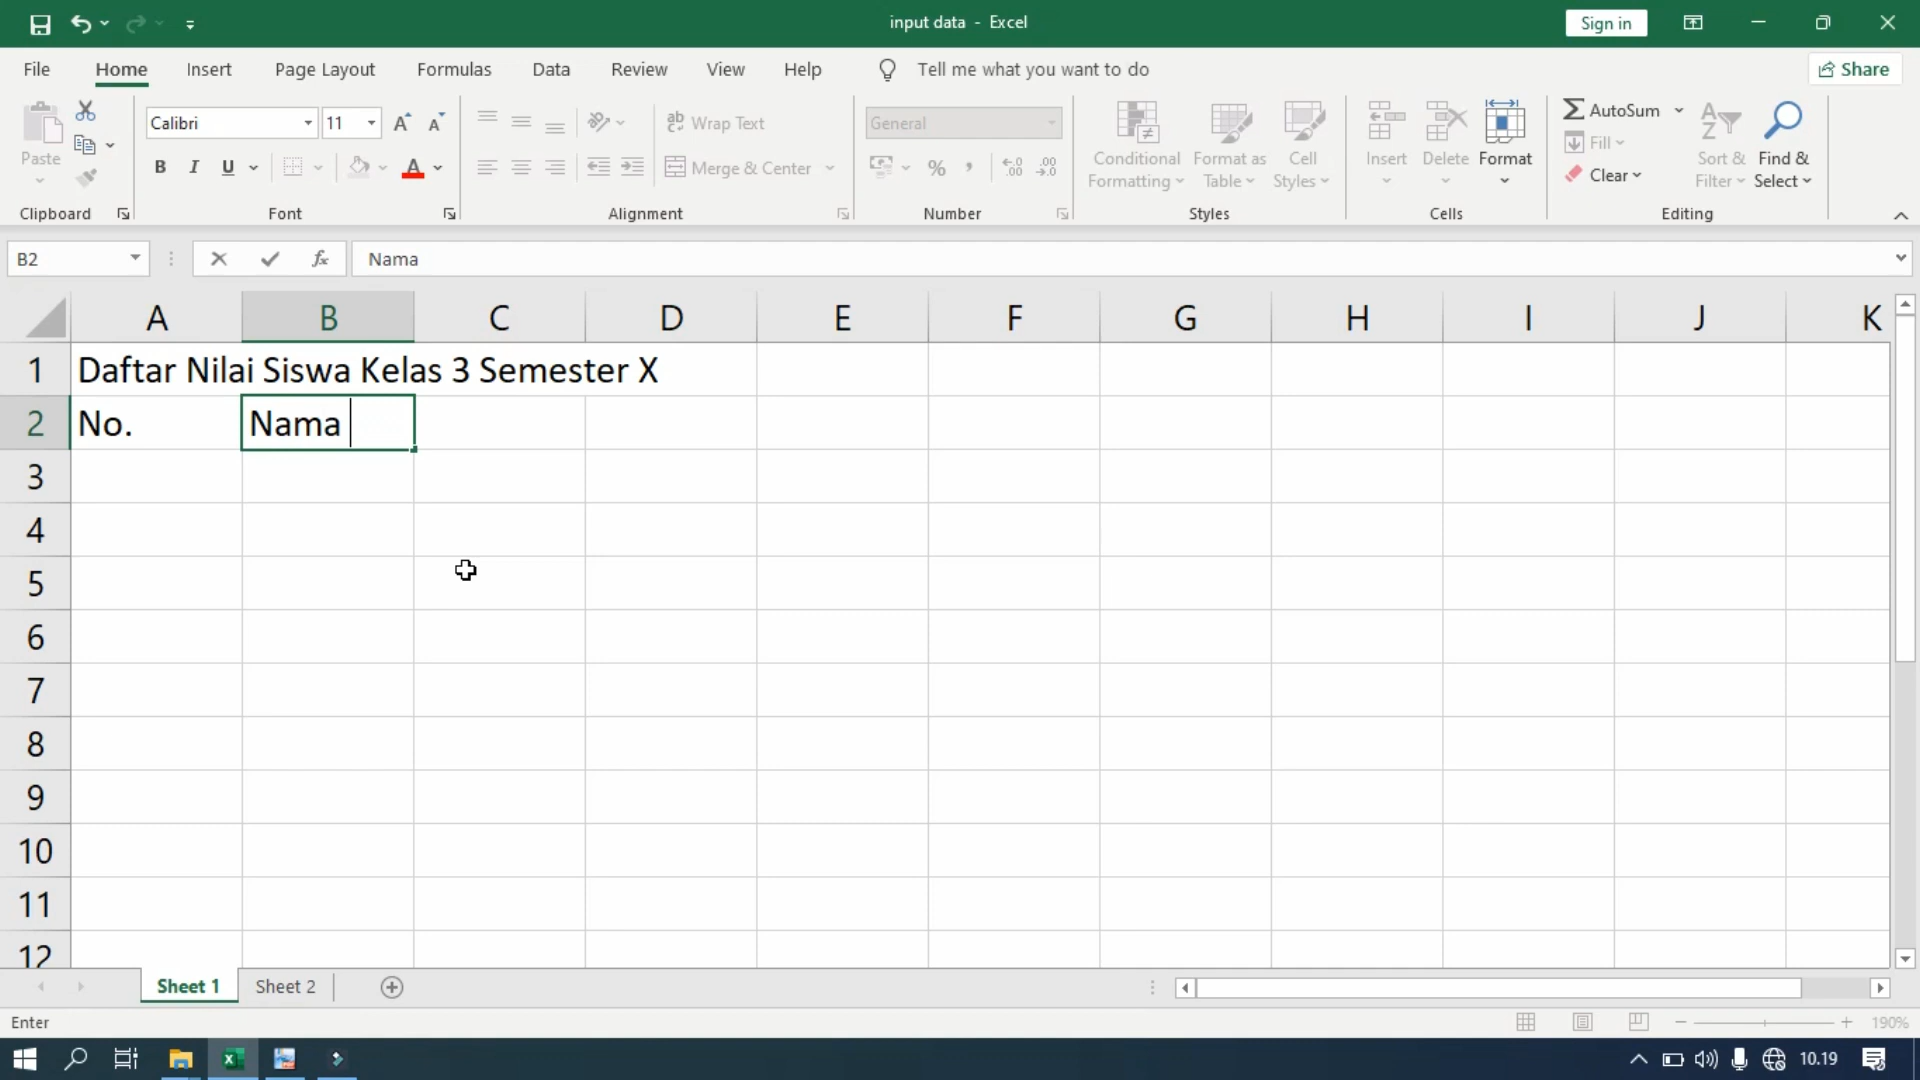 input data - Excel
Sign in
File Home Insert Page Layout Formulas Data Review View Help Tell me what you want to do Share
Paste
Clipboard
Calibri 11
B I U A
Font
ab Wrap Text
Merge & Center
Alignment
General
% ,
Number
Conditional Formatting
Format as Table
Cell Styles
Styles
Insert Delete Format
Cells
AutoSum
Fill
Clear
Sort & Filter
Find & Select
Editing
B2 fx Nama
A B C D E F G H I J K
1 Daftar Nilai Siswa Kelas 3 Semester X
2 No. Nama
3
4
5
6
7
8
9
10
11
12
Sheet 1 Sheet 2
Enter 190%
10.19